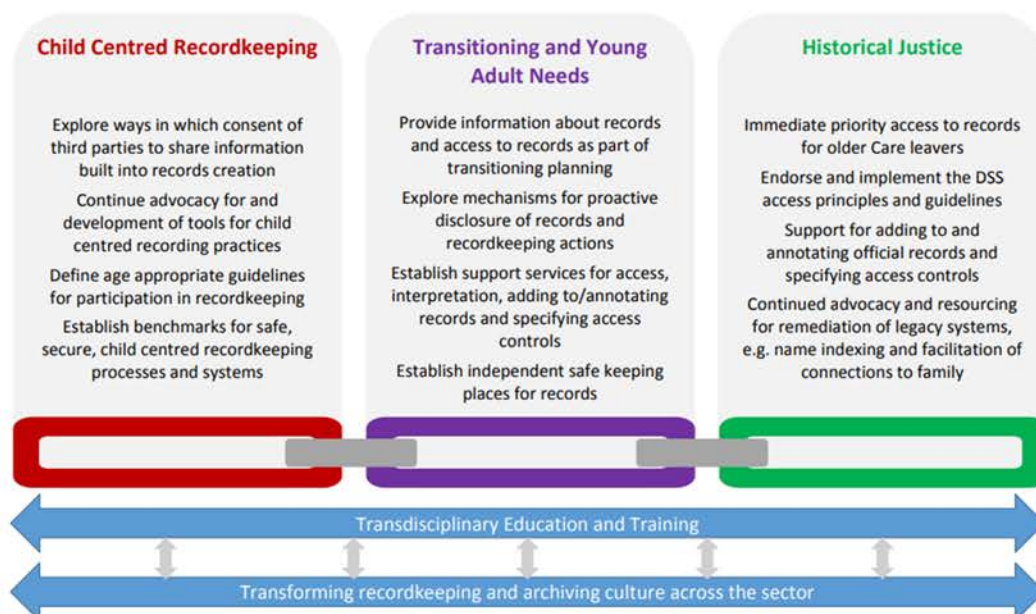 Child Centred Recordkeeping
Explore ways in which consent of
third parties to share information
built into records creation
Continue advocacy for and
development of tools for child
centred recording practices
Define age appropriate guidelines
for participation in recordkeeping
Establish benchmarks for safe,
secure, child centred recordkeeping
processes and systems
Transitioning and Young
Adult Needs
Provide information about records
and access to records as part of
transitioning planning
Explore mechanisms for proactive
disclosure of records and
recordkeeping actions
Establish support services for access,
interpretation, adding to/annotating
records and specifying access
controls
Establish independent safe keeping
places for records
Historical Justice
Immediate priority access to records
for older Care leavers
Endorse and implement the DSS
access principles and guidelines
Support for adding to and
annotating official records and
specifying access controls
Continued advocacy and resourcing
for remediation of legacy systems,
e.g. name indexing and facilitation of
connections to family
Transdisciplinary Education and Training
Transforming recordkeeping and archiving culture across the sector